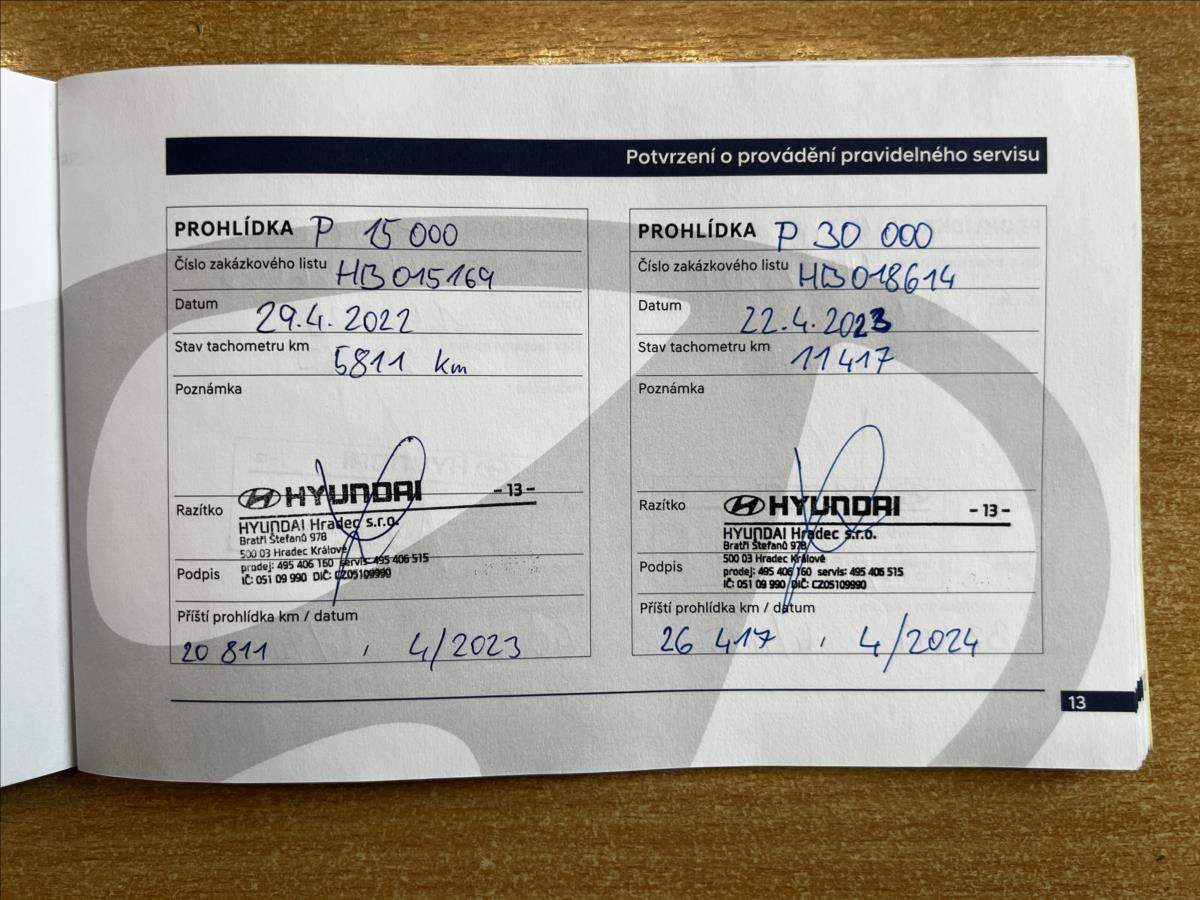 Potvrzení o provádění pravidelného servisu
PROHLÍDKA P 15 000
Číslo zakázkového listu HB015169
Datum 29.4.2022
Stav tachometru km 5811 km
Poznámka
Razítko
HYUNDAI -13-
HYUNDAI Hradec s.r.o.
Bratří Štefanů 978
500 03 Hradec Králové
prodej: 495 406 160 servis: 495 406 515
IČ: 051 09 990 DIČ: CZ05109990
Podpis
Příští prohlídka km / datum
20 811 , 4/2023
PROHLÍDKA P 30 000
Číslo zakázkového listu HB018614
Datum 22.4.2023
Stav tachometru km 11417
Poznámka
Razítko
HYUNDAI -13-
HYUNDAI Hradec s.r.o.
Bratří Štefanů 978
500 03 Hradec Králové
prodej: 495 406 160 servis: 495 406 515
IČ: 051 09 990 DIČ: CZ05109990
Podpis
Příští prohlídka km / datum
26 417 , 4/2024
13